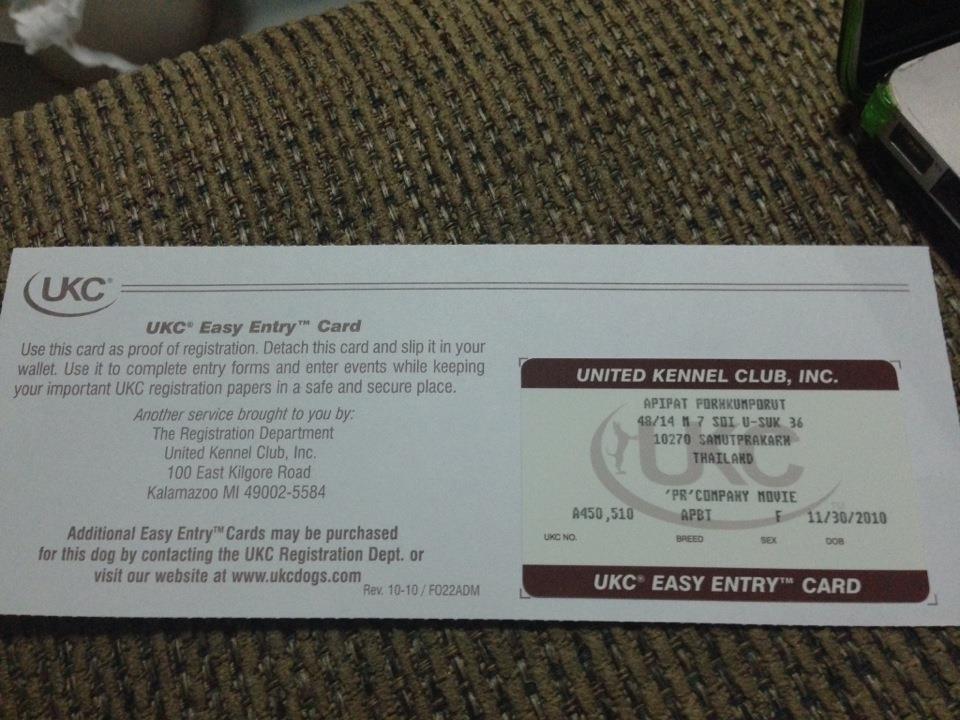 UKC®
UKC® Easy Entry™ Card
Use this card as proof of registration. Detach this card and slip it in your
wallet. Use it to complete entry forms and enter events while keeping
your important UKC registration papers in a safe and secure place.
Another service brought to you by:
The Registration Department
United Kennel Club, Inc.
100 East Kilgore Road
Kalamazoo MI 49002-5584
Additional Easy Entry™ Cards may be purchased
for this dog by contacting the UKC Registration Dept. or
visit our website at www.ukcdogs.com
Rev. 10-10 / FO22ADM
UNITED KENNEL CLUB, INC.
APIPAT PORNKUMPORUT
48/14 M 7 SOI U-SUK 36
10270 SAMUTPRAKARN
THAILAND
UKC
'PR'COMPANY MOVIE
A450,510 APBT F 11/30/2010
UKC NO. BREED SEX DOB
UKC® EASY ENTRY™ CARD